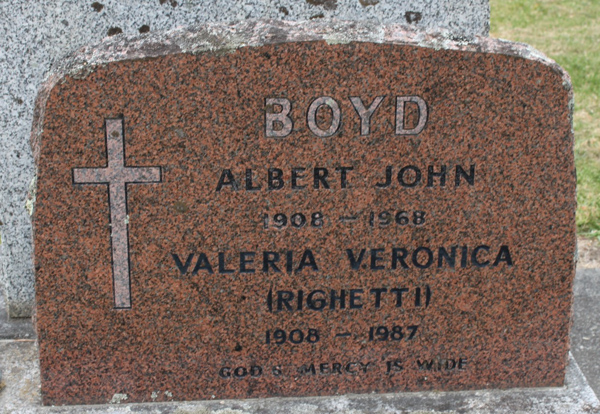 BOYD
ALBERT JOHN
1908 – 1968
VALERIA VERONICA
(RIGHETTI)
1908 – 1987
GOD'S MERCY IS WIDE